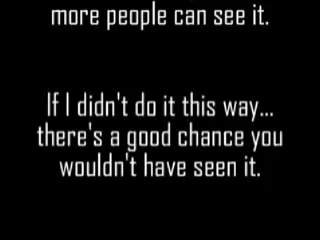 more people can see it.
If I didn't do it this way...
there's a good chance you
wouldn't have seen it.